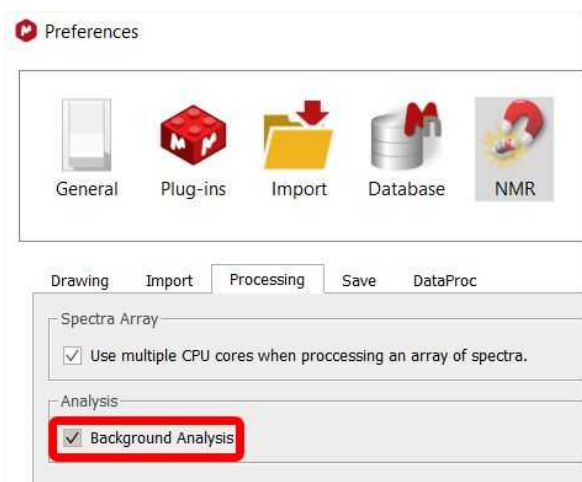 Preferences
General Plug-ins Import Database NMR
Drawing Import Processing Save DataProc
Spectra Array
Use multiple CPU cores when proccessing an array of spectra.
Analysis
Background Analysis